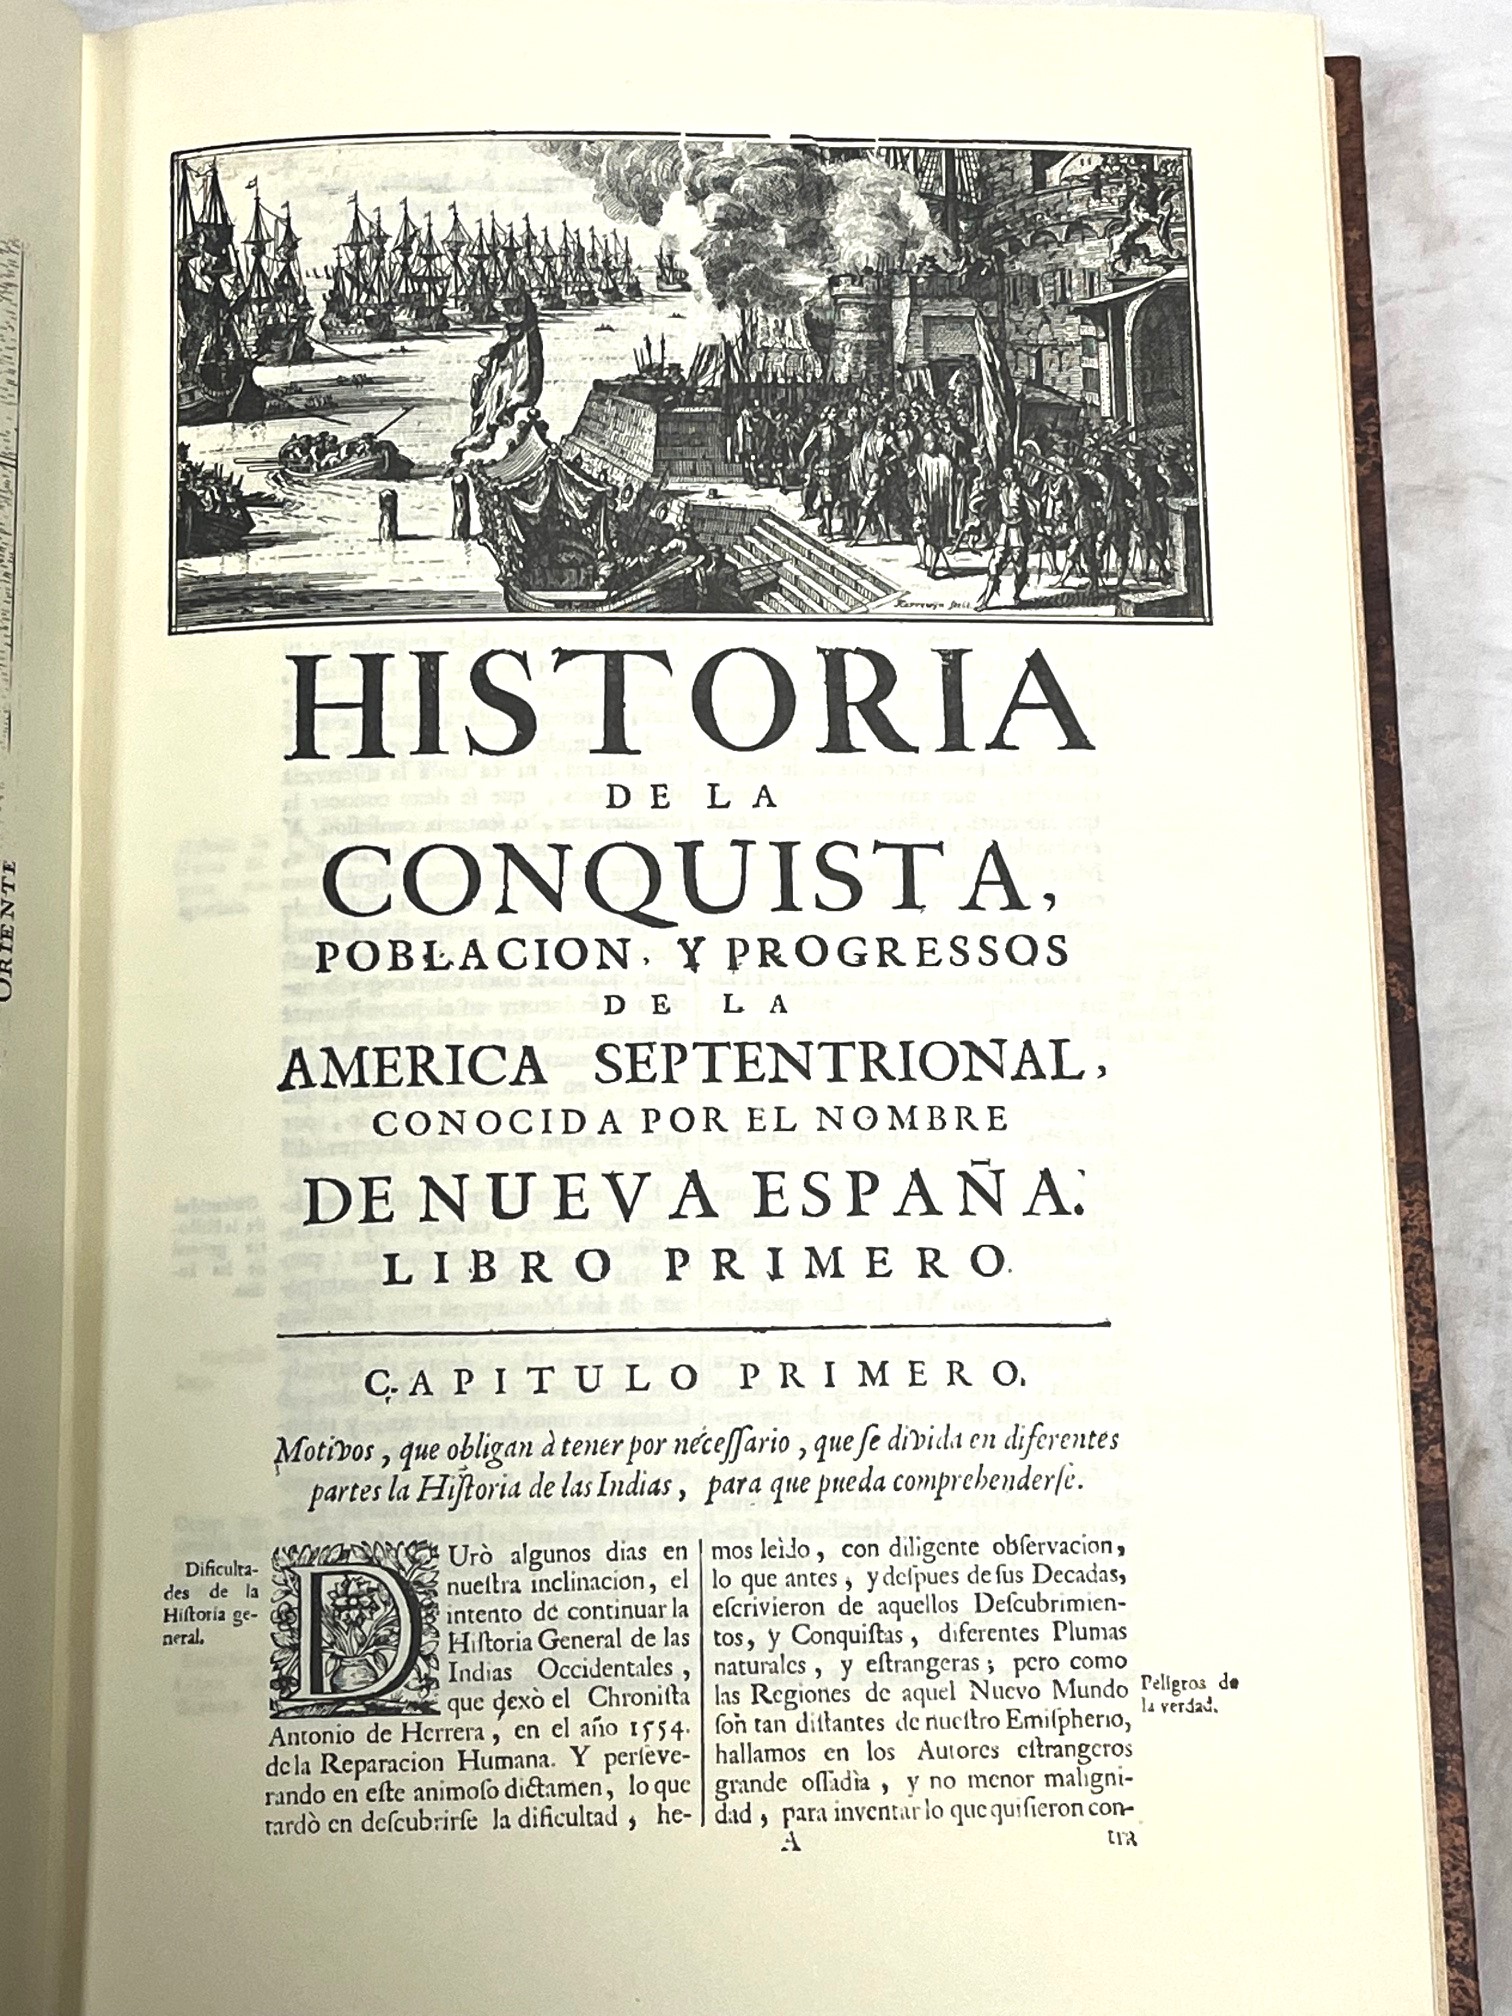 Harrewijn fecit
HISTORIA
DE LA
CONQUISTA,
POBLACION, Y PROGRESSOS
DE LA
AMERICA SEPTENTRIONAL,
CONOCIDA POR EL NOMBRE
DE NUEVA ESPAÑA.
LIBRO PRIMERO.
CAPITULO PRIMERO.
Motivos, que obligan à tener por necessario, que se divida en diferentes
partes la Historia de las Indias, para que pueda comprehenderse.
Dificulta-
des de la
Historia ge-
neral.
DUrò algunos dias en
nuestra inclinacion, el
intento de continuar la
Historia General de las
Indias Occidentales,
que dexò el Chronista
Antonio de Herrera, en el año 1554.
de la Reparacion Humana. Y perseve-
rando en este animoso dictamen, lo que
tardò en descubrirse la dificultad, he-
mos leido, con diligente observacion,
lo que antes, y despues de sus Decadas,
escrivieron de aquellos Descubrimien-
tos, y Conquistas, diferentes Plumas
naturales, y estrangeras; pero como
las Regiones de aquel Nuevo Mundo
son tan distantes de nuestro Emispherio,
hallamos en los Autores estrangeros
grande ossadia, y no menor maligni-
dad, para inventar lo que quisieron con-
Peligros de
la verdad.
A
tra
ORIENTE